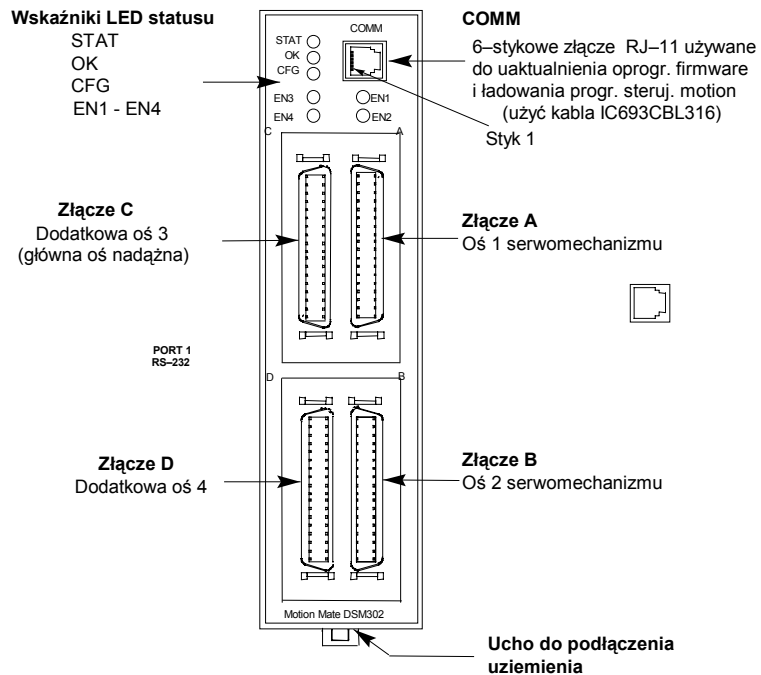 Wskaźniki LED statusu
STAT
OK
CFG
EN1 - EN4
COMM
STAT
OK
CFG
EN3
EN1
EN4
EN2
C
A
COMM
6–stykowe złącze RJ–11 używane
do uaktualnienia oprogr. firmware
i ładowania progr. steruj. motion
(użyć kabla IC693CBL316)
Styk 1
Złącze C
Dodatkowa oś 3
(główna oś nadążna)
Złącze A
Oś 1 serwomechanizmu
PORT 1
RS–232
D
B
Złącze D
Dodatkowa oś 4
Złącze B
Oś 2 serwomechanizmu
Motion Mate DSM302
Ucho do podłączenia
uziemienia